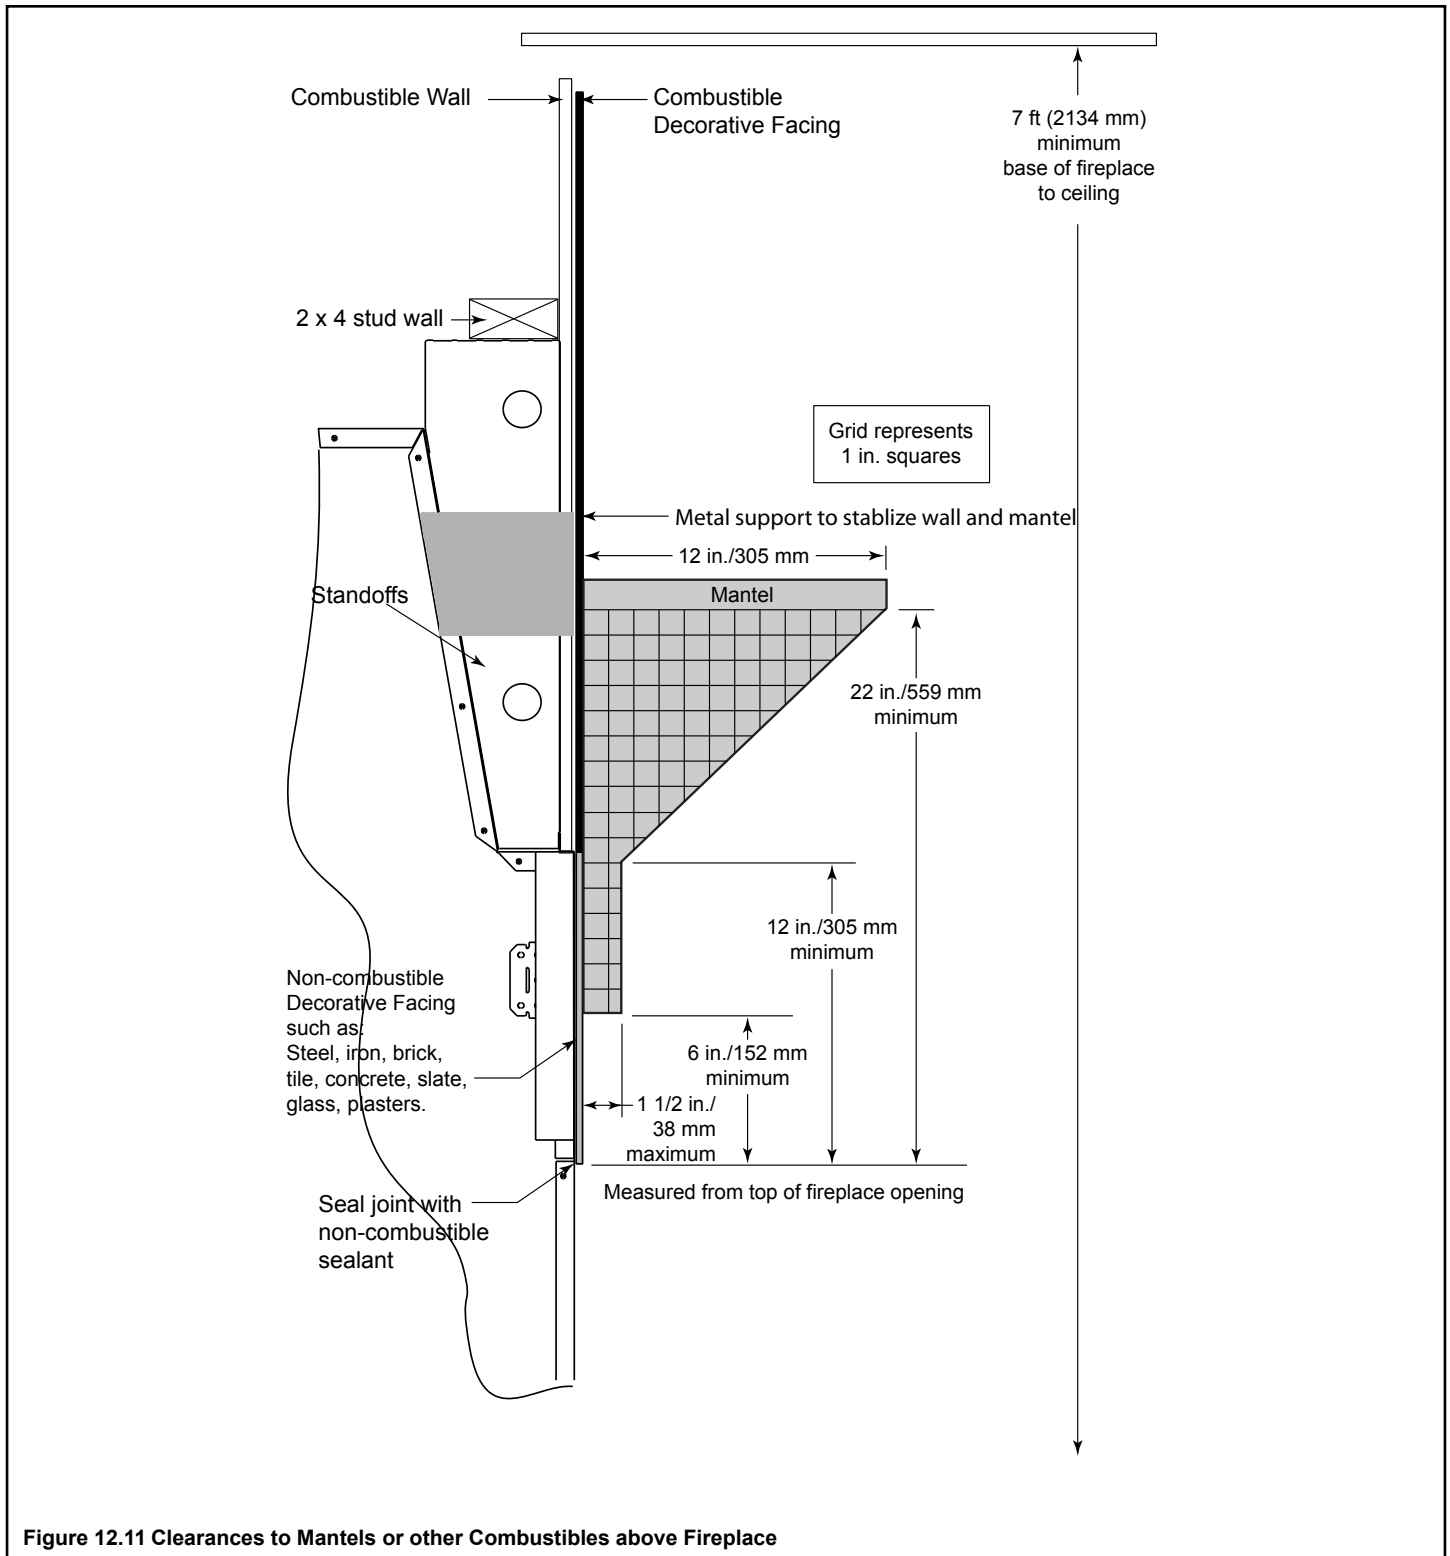 Combustible Wall
Combustible
Decorative Facing
7 ft (2134 mm)
minimum
base of fireplace
to ceiling
2 x 4 stud wall
Grid represents
1 in. squares
Metal support to stablize wall and mantel
12 in./305 mm
Mantel
Standoffs
22 in./559 mm
minimum
12 in./305 mm
minimum
Non-combustible
Decorative Facing
such as:
Steel, iron, brick,
tile, concrete, slate,
glass, plasters.
6 in./152 mm
minimum
1 1/2 in./
38 mm
maximum
Measured from top of fireplace opening
Seal joint with
non-combustible
sealant
Figure 12.11 Clearances to Mantels or other Combustibles above Fireplace